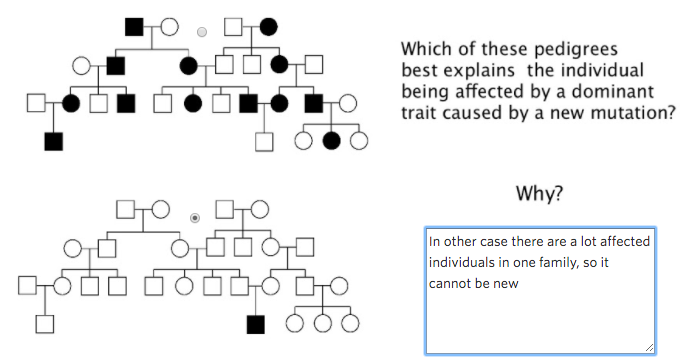 Which of these pedigrees
best explains the individual
being affected by a dominant
trait caused by a new mutation?
Why?
In other case there are a lot affected
individuals in one family, so it
cannot be new